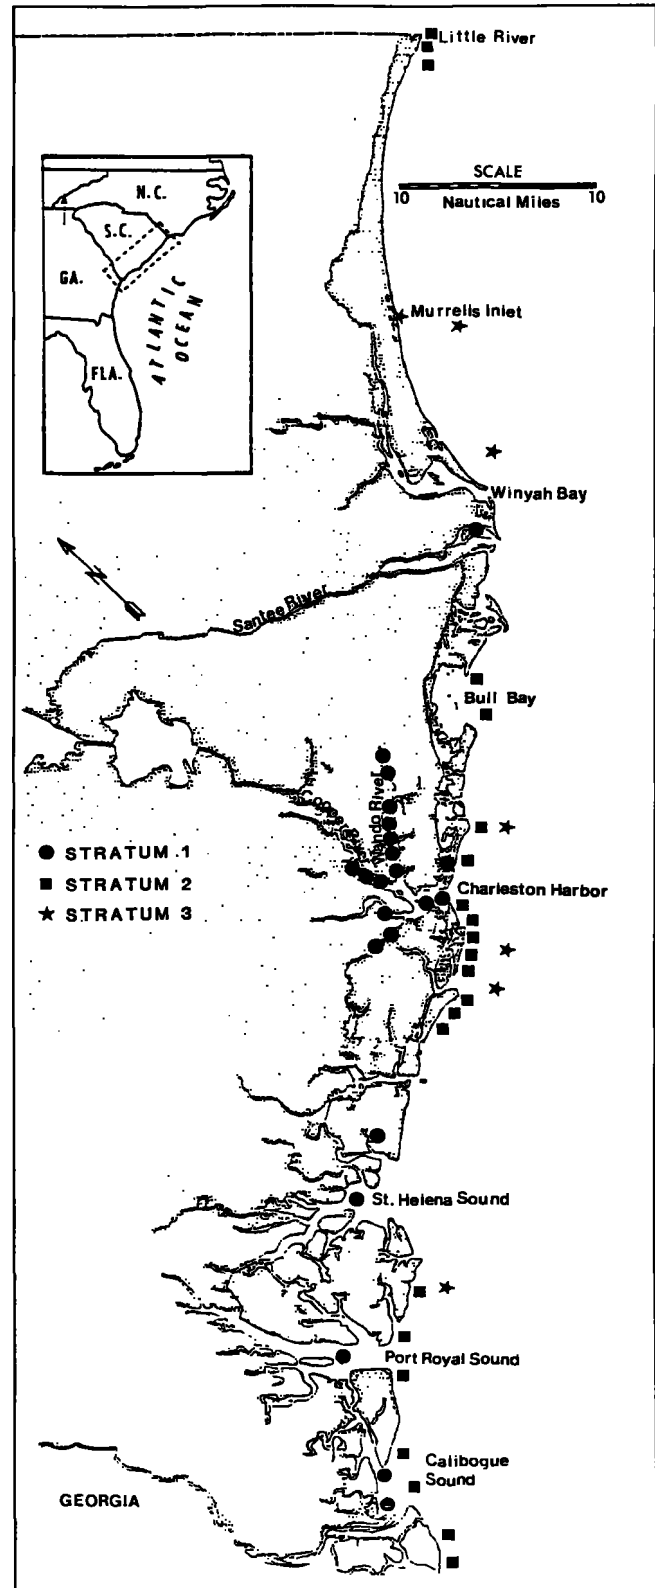 Little River
SCALE
10 10
Nautical Miles
N.C.
S.C.
GA.
FLA.
ATLANTIC
OCEAN
Murrells Inlet
Winyah Bay
N
Santee River
Bull Bay
Wando River
Cooper
STRATUM 1
STRATUM 2
STRATUM 3
Charleston Harbor
St. Helena Sound
Port Royal Sound
Calibogue
Sound
GEORGIA